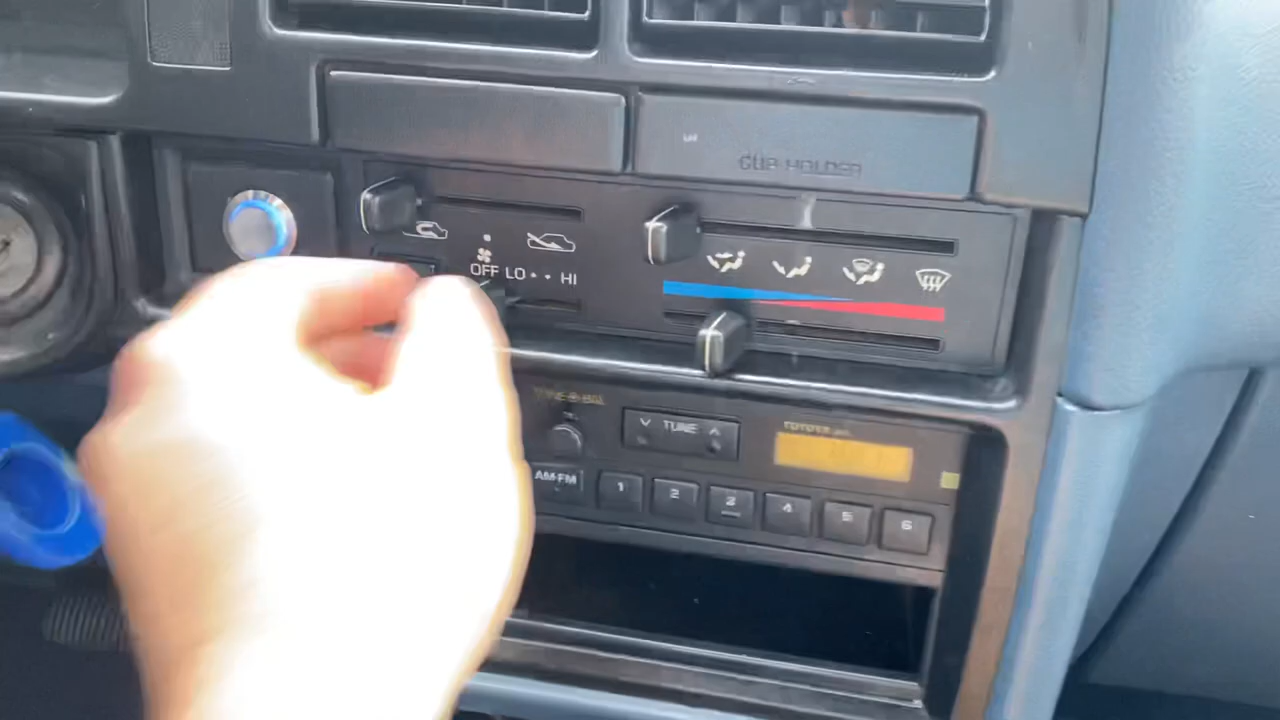 CUP HOLDER
OFF LO • • HI
TUNE
AM•FM
1 2 3 4 5 6